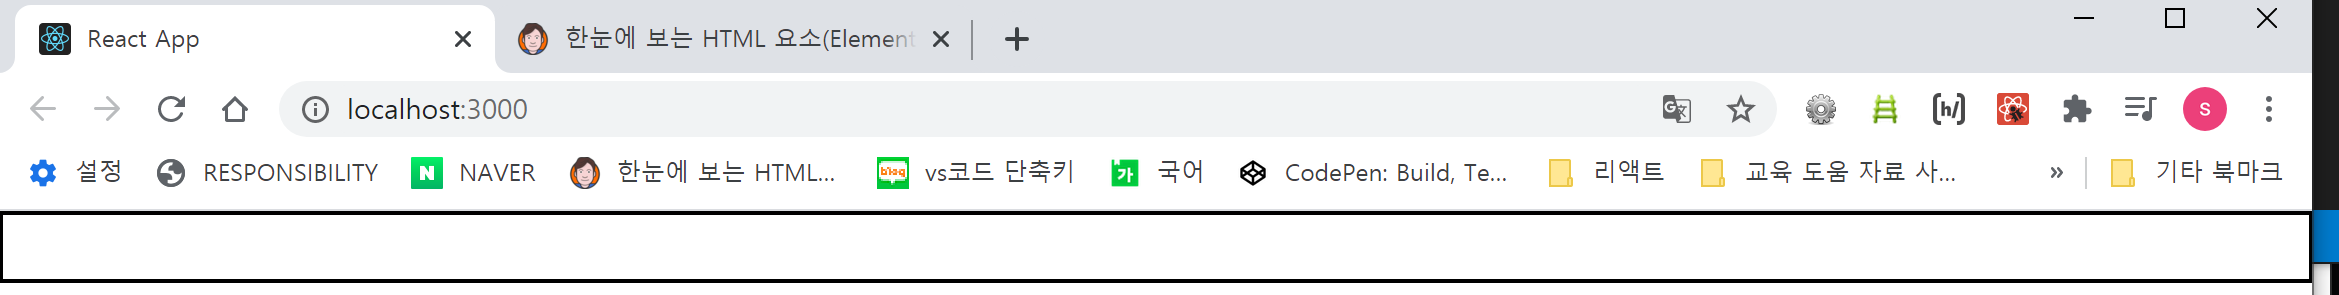 React App 한눈에 보는 HTML 요소(Element
localhost:3000 s
설정 RESPONSIBILITY NAVER 한눈에 보는 HTML... vs코드 단축키 국어 CodePen: Build, Te... 리액트 교육 도움 자료 사... » 기타 북마크